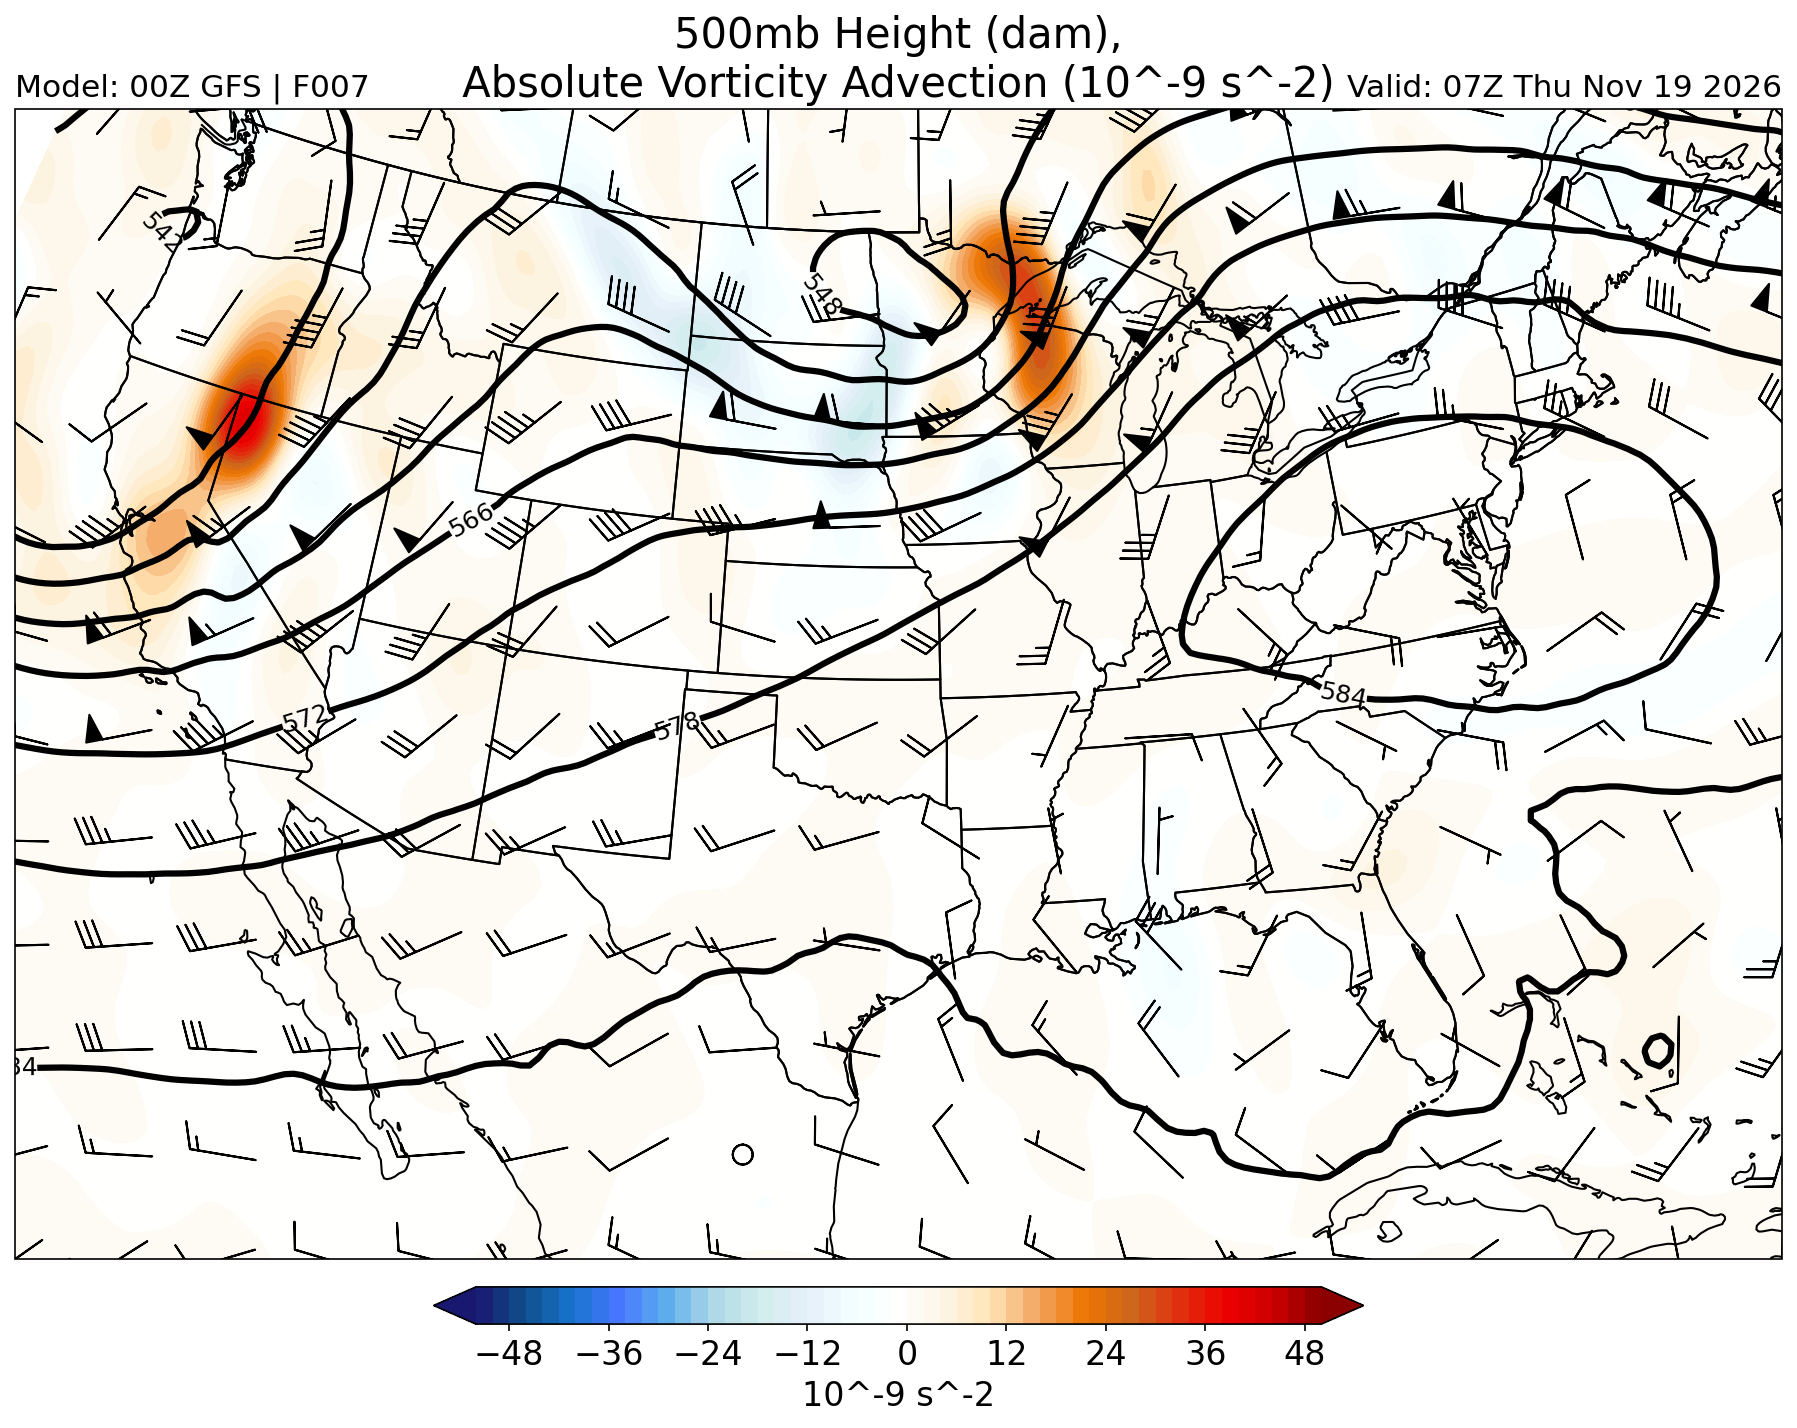 500mb Height (dam),
Model: 00Z GFS | F007
Absolute Vorticity Advection (10^-9 s^-2)
Valid: 07Z Thu Nov 19 2026
542
548
566
572
578
584
34
−48 −36 −24 −12 0 12 24 36 48
10^-9 s^-2